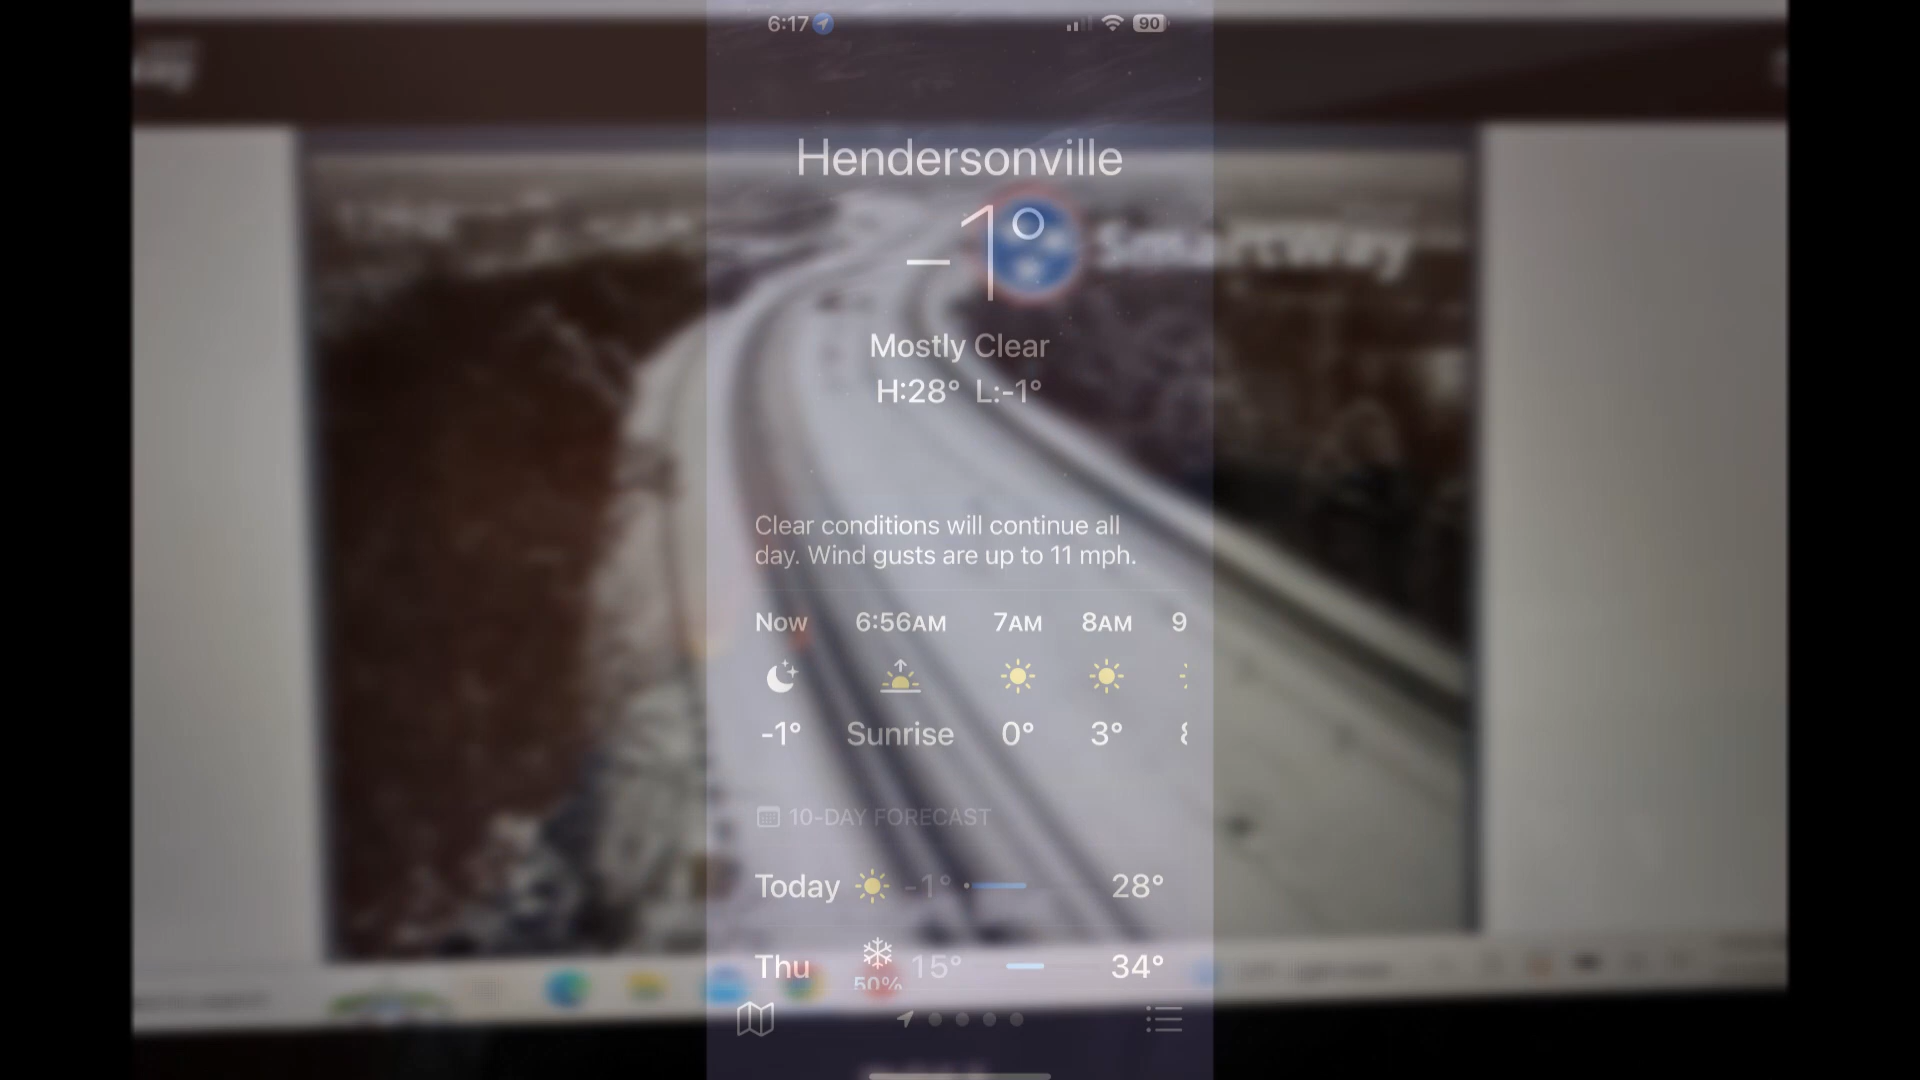 6:17
90
Hendersonville
-1°
SmartWay
Mostly Clear
H:28° L:-1°
Clear conditions will continue all
day. Wind gusts are up to 11 mph.
Now 6:56AM 7AM 8AM 9
-1° Sunrise 0° 3°
10-DAY FORECAST
Today -1° 28°
Thu 15° 34°
50%